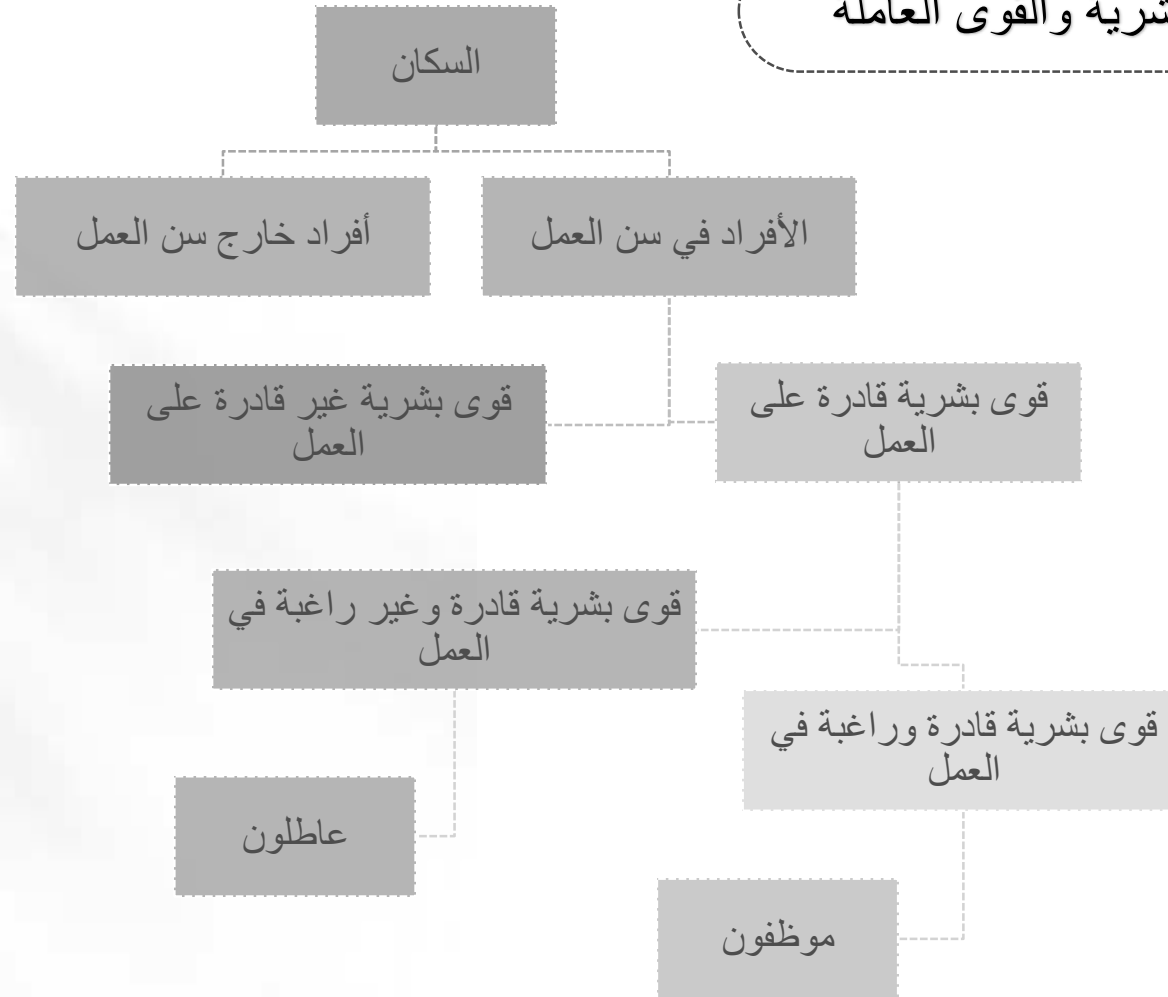 والقوى العاملة
السكان
الأفراد في سن العمل
أفراد خارج سن العمل
قوى بشرية قادرة على
العمل
قوى بشرية غير قادرة على
العمل
قوى بشرية قادرة وغير راغبة في
العمل
قوى بشرية قادرة وراغبة في
العمل
عاطلون
موظفون